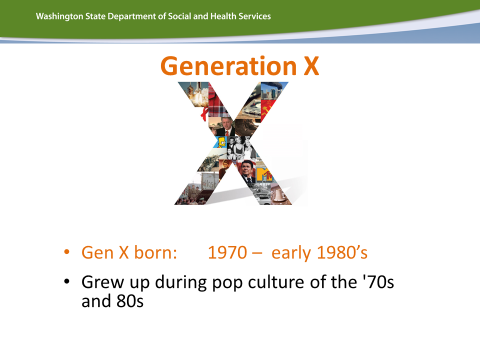 Washington State Department of Social and Health Services
Generation X
• Gen X born: 1970 – early 1980’s
• Grew up during pop culture of the '70s
and 80s